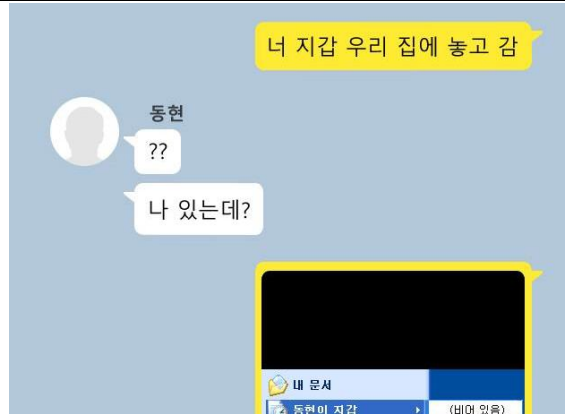 너 지갑 우리 집에 놓고 감
동현
??
나 있는데?
내 문서
동현이 지갑
(비어 있음)